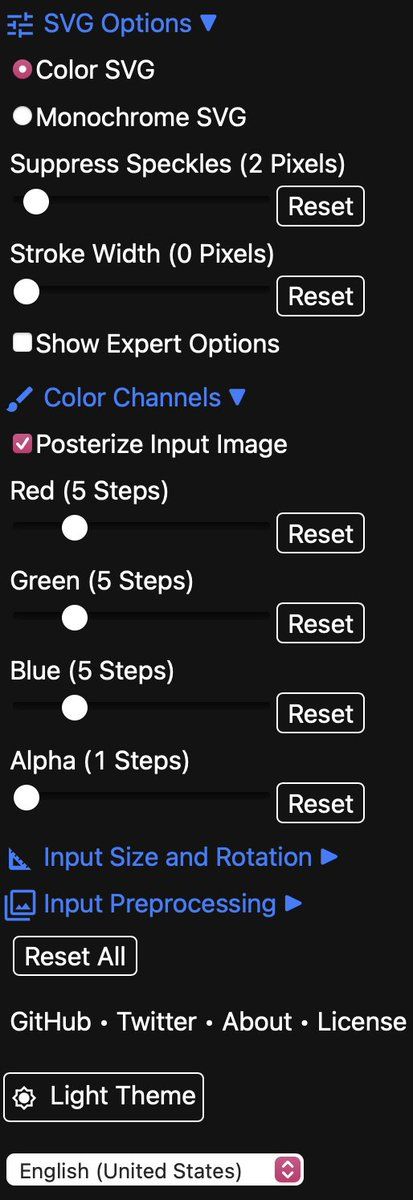 SVG Options ▼
Color SVG
Monochrome SVG
Suppress Speckles (2 Pixels)
Reset
Stroke Width (0 Pixels)
Reset
Show Expert Options
Color Channels ▼
Posterize Input Image
Red (5 Steps)
Reset
Green (5 Steps)
Reset
Blue (5 Steps)
Reset
Alpha (1 Steps)
Reset
Input Size and Rotation ▶
Input Preprocessing ▶
Reset All
GitHub • Twitter • About • License
Light Theme
English (United States)